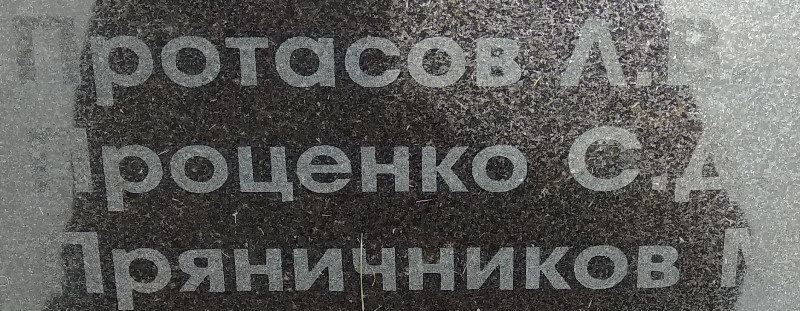 Протасов Л.В.
Проценко С.Д
Пряничников